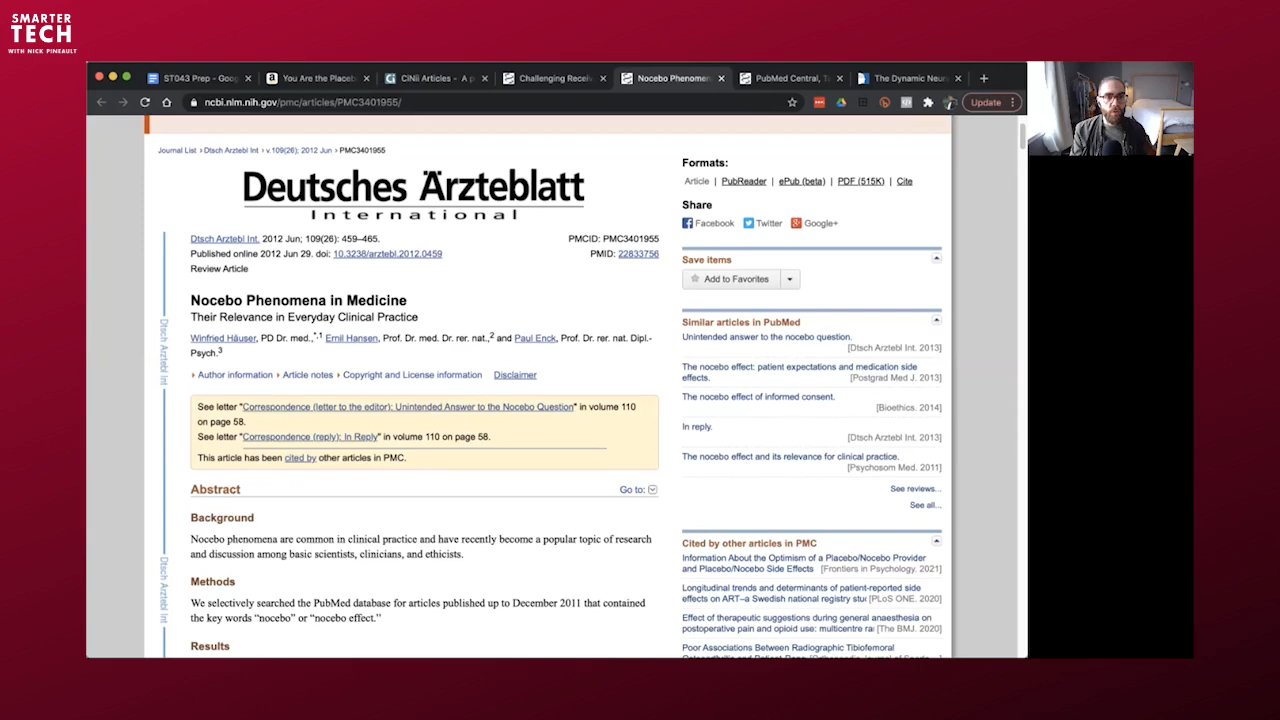 SMARTER
TECH
WITH NICK PINEAULT
ST043 Prep - Goog
You Are the Placeb
CiNii Articles - A p
Challenging Receiv
Nocebo Phenomen
PubMed Central, Ta
The Dynamic Neur
ncbi.nlm.nih.gov/pmc/articles/PMC3401955/
Update
Journal List › Dtsch Arztebl Int › v.109(26); 2012 Jun › PMC3401955
Deutsches Ärzteblatt
International
Dtsch Arztebl Int. 2012 Jun; 109(26): 459–465.
PMCID: PMC3401955
Published online 2012 Jun 29. doi: 10.3238/arztebl.2012.0459
PMID: 22833756
Review Article
Nocebo Phenomena in Medicine
Their Relevance in Everyday Clinical Practice
Winfried Häuser, PD Dr. med.,*,1 Ernil Hansen, Prof. Dr. med. Dr. rer. nat.,2 and Paul Enck, Prof. Dr. rer. nat. Dipl.-
Psych.3
Author information Article notes Copyright and License information Disclaimer
See letter "Correspondence (letter to the editor): Unintended Answer to the Nocebo Question" in volume 110
on page 58.
See letter "Correspondence (reply): In Reply" in volume 110 on page 58.
This article has been cited by other articles in PMC.
Abstract
Go to:
Background
Nocebo phenomena are common in clinical practice and have recently become a popular topic of research
and discussion among basic scientists, clinicians, and ethicists.
Methods
We selectively searched the PubMed database for articles published up to December 2011 that contained
the key words “nocebo” or “nocebo effect.”
Results
Dtsch Arztebl Int
Dtsch Arztebl Int
Formats:
Article | PubReader | ePub (beta) | PDF (515K) | Cite
Share
Facebook Twitter Google+
Save items
Add to Favorites
Similar articles in PubMed
Unintended answer to the nocebo question.
[Dtsch Arztebl Int. 2013]
The nocebo effect: patient expectations and medication side
effects. [Postgrad Med J. 2013]
The nocebo effect of informed consent.
[Bioethics. 2014]
In reply.
[Dtsch Arztebl Int. 2013]
The nocebo effect and its relevance for clinical practice.
[Psychosom Med. 2011]
See reviews...
See all...
Cited by other articles in PMC
Information About the Optimism of a Placebo/Nocebo Provider
and Placebo/Nocebo Side Effects [Frontiers in Psychology. 2021]
Longitudinal trends and determinants of patient-reported side
effects on ART–a Swedish national registry stu [PLoS ONE. 2020]
Effect of therapeutic suggestions during general anaesthesia on
postoperative pain and opioid use: multicentre ra [The BMJ. 2020]
Poor Associations Between Radiographic Tibiofemoral